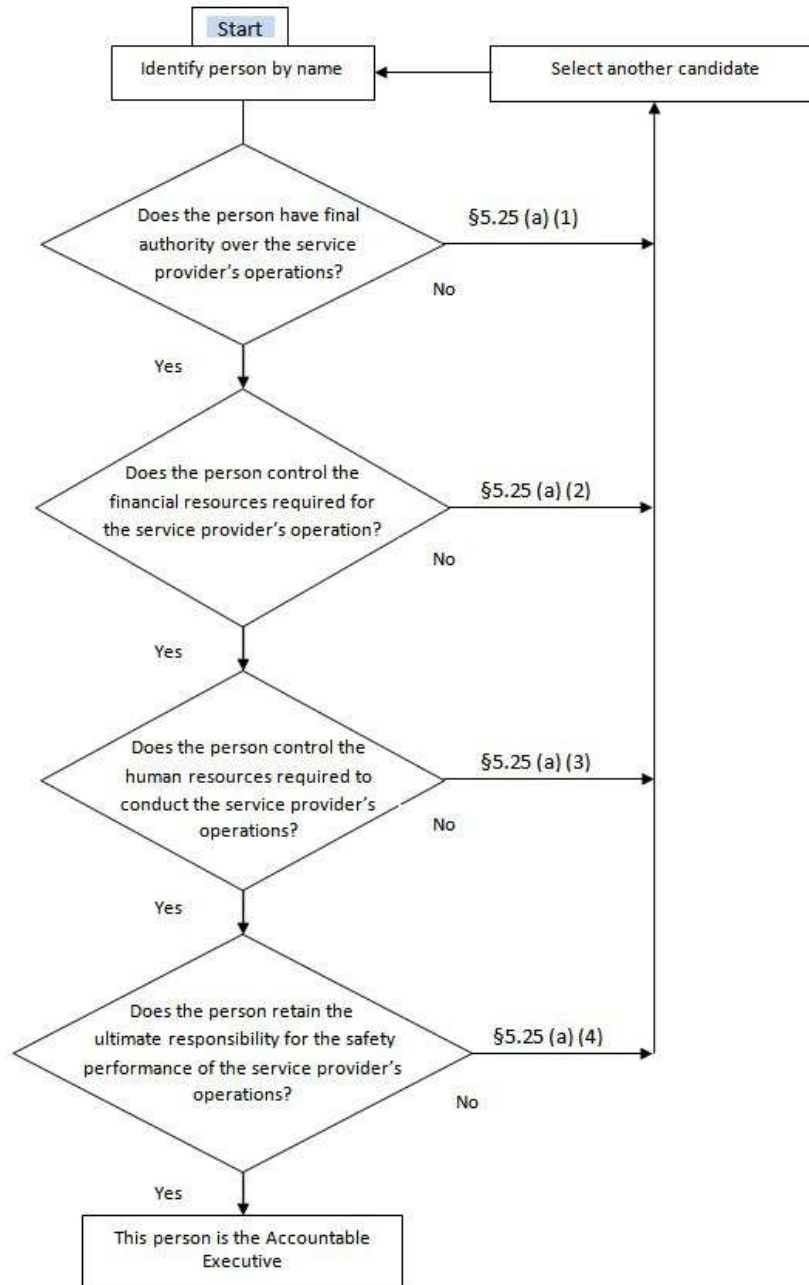 Start
Identify person by name
Select another candidate
Does the person have final
authority over the service
provider's operations?
§5.25 (a) (1)
No
Yes
Does the person control the
financial resources required for
the service provider's operation?
§5.25 (a) (2)
No
Yes
Does the person control the
human resources required to
conduct the service provider's
operations?
§5.25 (a) (3)
No
Yes
Does the person retain the
ultimate responsibility for the safety
performance of the service provider's
operations?
§5.25 (a) (4)
No
Yes
This person is the Accountable
Executive